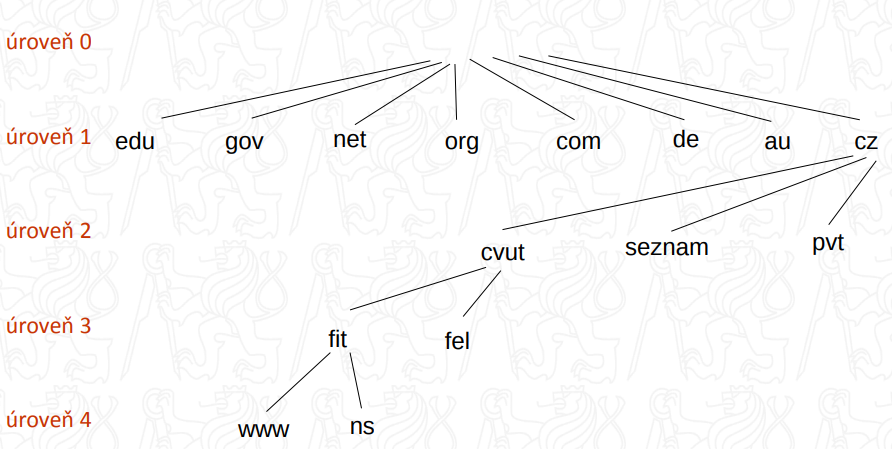 úroveň 0
úroveň 1
edu gov net org com de au cz
úroveň 2
cvut seznam pvt
úroveň 3
fit fel
úroveň 4
www ns